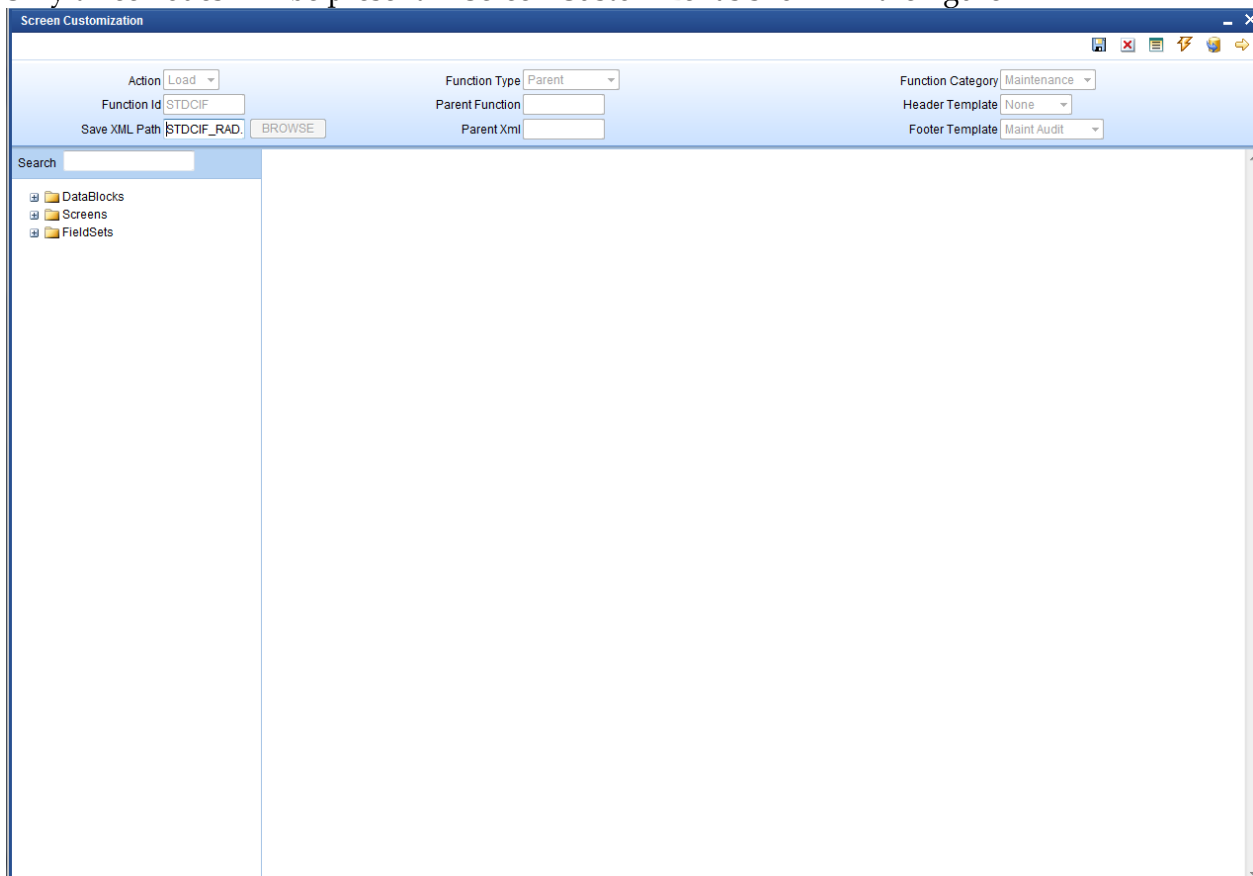 Screen Customization
Action Load Function Type Parent Function Category Maintenance
Function Id STDCIF Parent Function Header Template None
Save XML Path STDCIF_RAD. BROWSE Parent Xml Footer Template Maint Audit
Search
DataBlocks
Screens
FieldSets